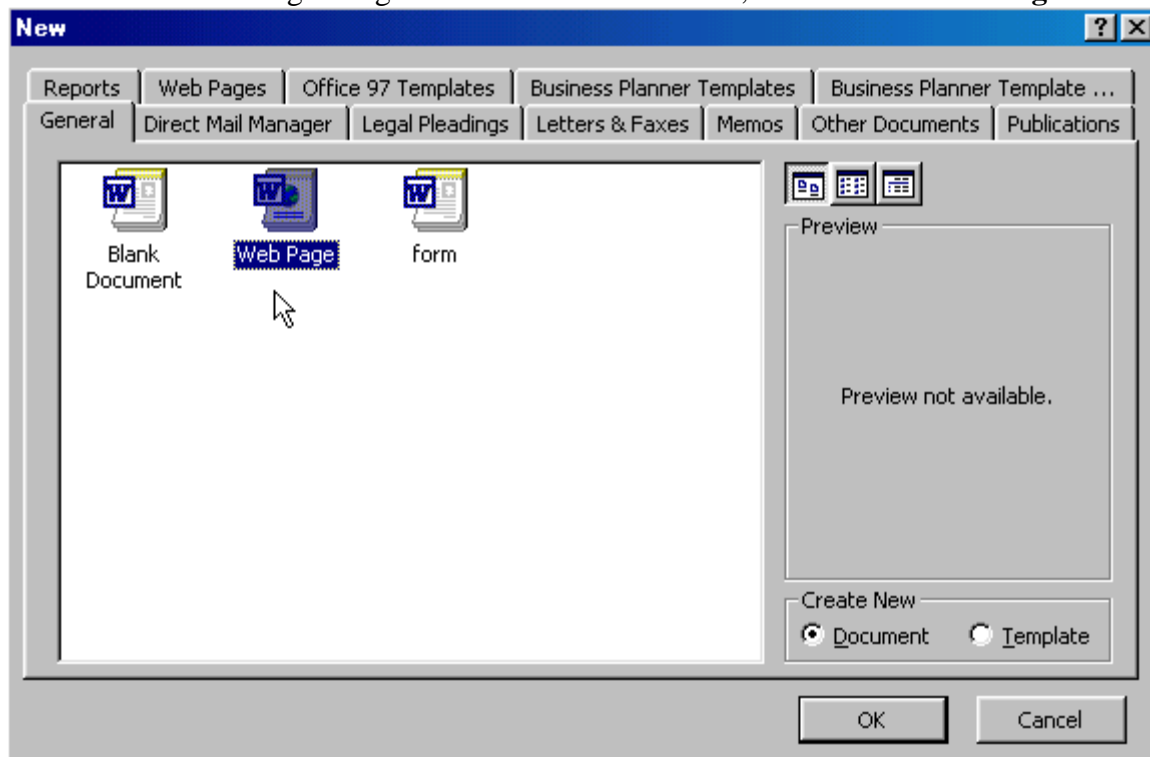 New
Reports Web Pages Office 97 Templates Business Planner Templates Business Planner Template ...
General Direct Mail Manager Legal Pleadings Letters & Faxes Memos Other Documents Publications
Blank Document
Web Page
form
Preview
Preview not available.
Create New
Document Template
OK Cancel